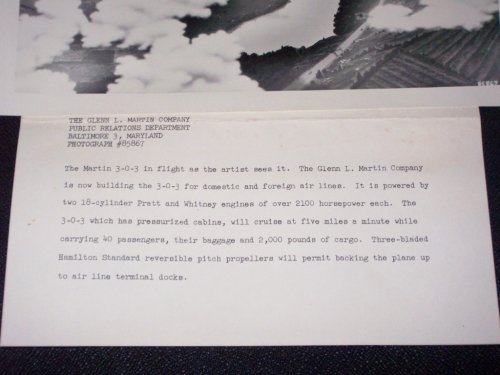 85867
THE GLENN L. MARTIN COMPANY
PUBLIC RELATIONS DEPARTMENT
BALTIMORE 3, MARYLAND
PHOTOGRAPH #85867
The Martin 3-0-3 in flight as the artist sees it. The Glenn L. Martin Company
is now building the 3-0-3 for domestic and foreign air lines. It is powered by
two 18-cylinder Pratt and Whitney engines of over 2100 horsepower each. The
3-0-3 which has pressurized cabins, will cruise at five miles a minute while
carrying 40 passengers, their baggage and 2,000 pounds of cargo. Three-bladed
Hamilton Standard reversible pitch propellers will permit backing the plane up
to air line terminal docks.